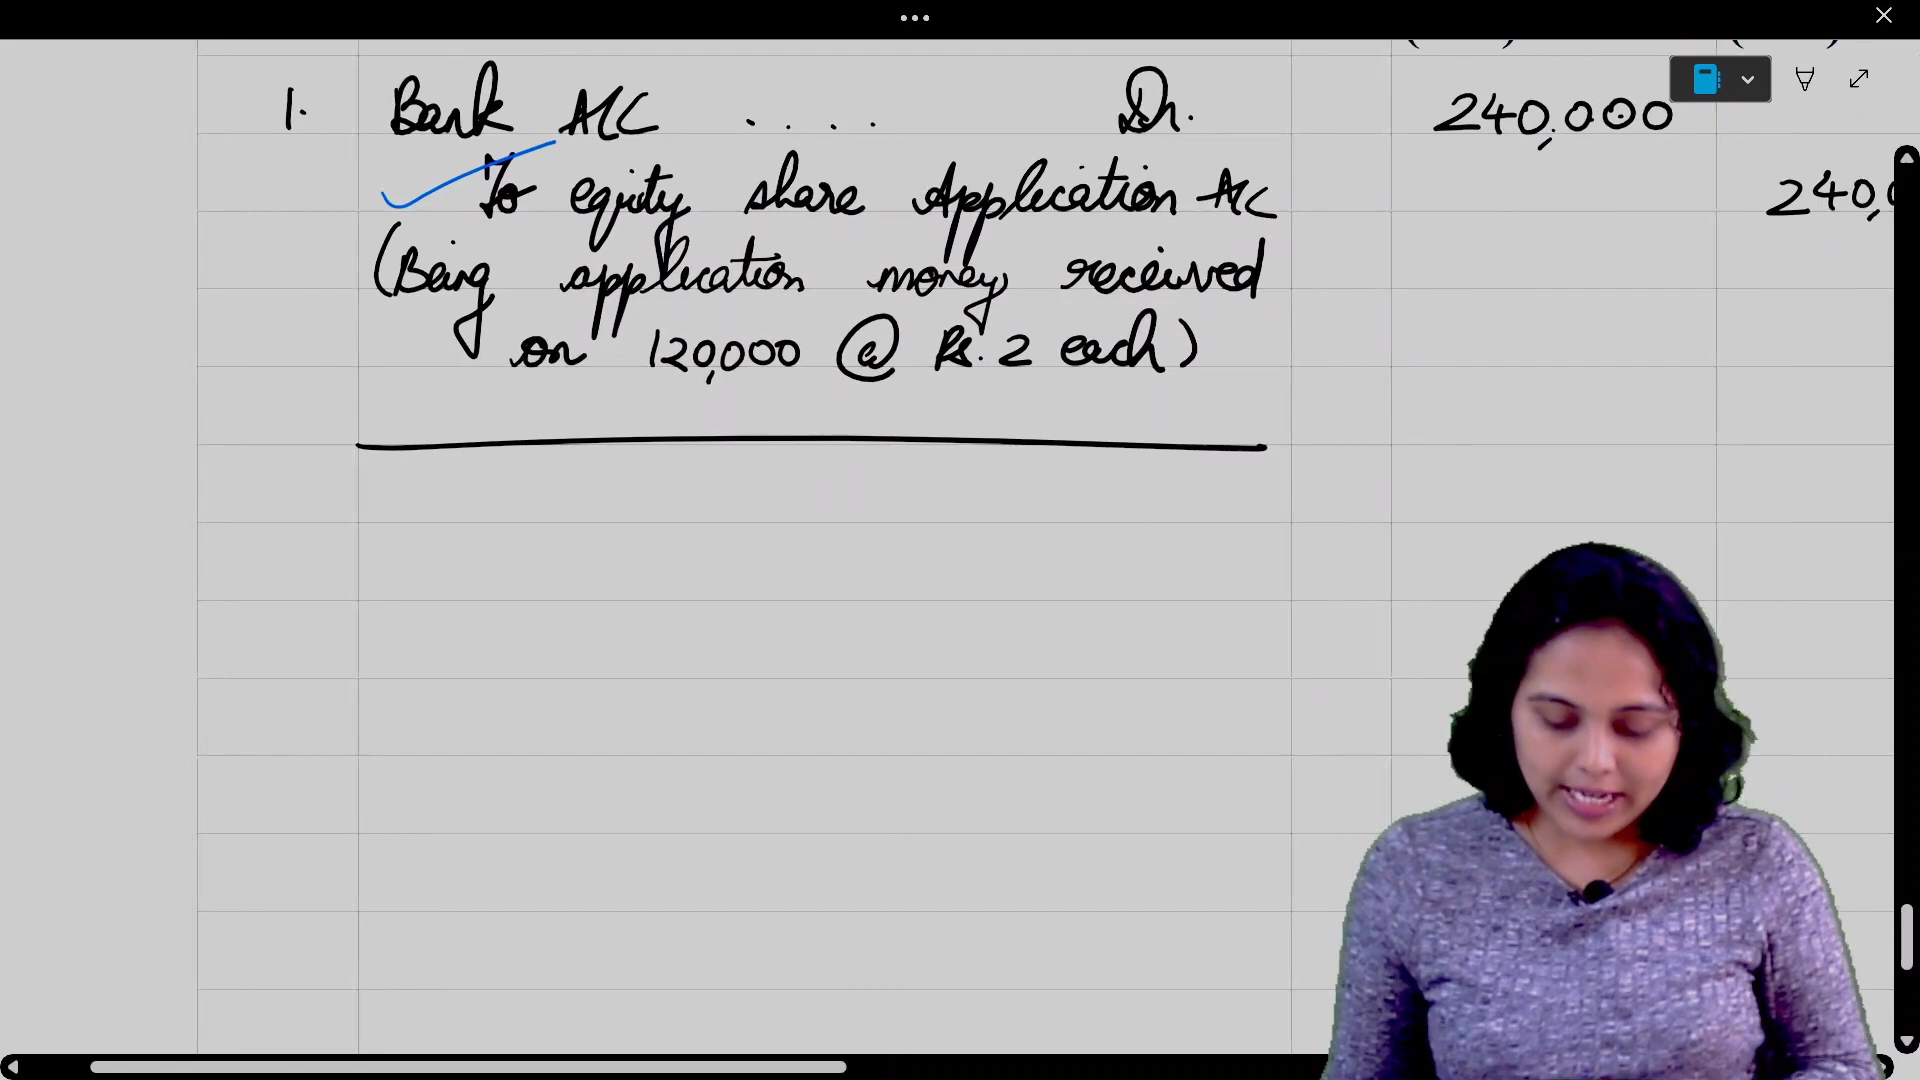 1. Bank A/C .... Dr. 240,000
To equity share Application A/C 240,0
(Being application money received
on 120,000 @ Rs. 2 each)